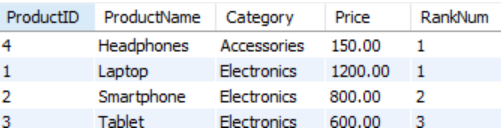 ProductID ProductName Category Price RankNum
4 Headphones Accessories 150.00 1
1 Laptop Electronics 1200.00 1
2 Smartphone Electronics 800.00 2
3 Tablet Electronics 600.00 3